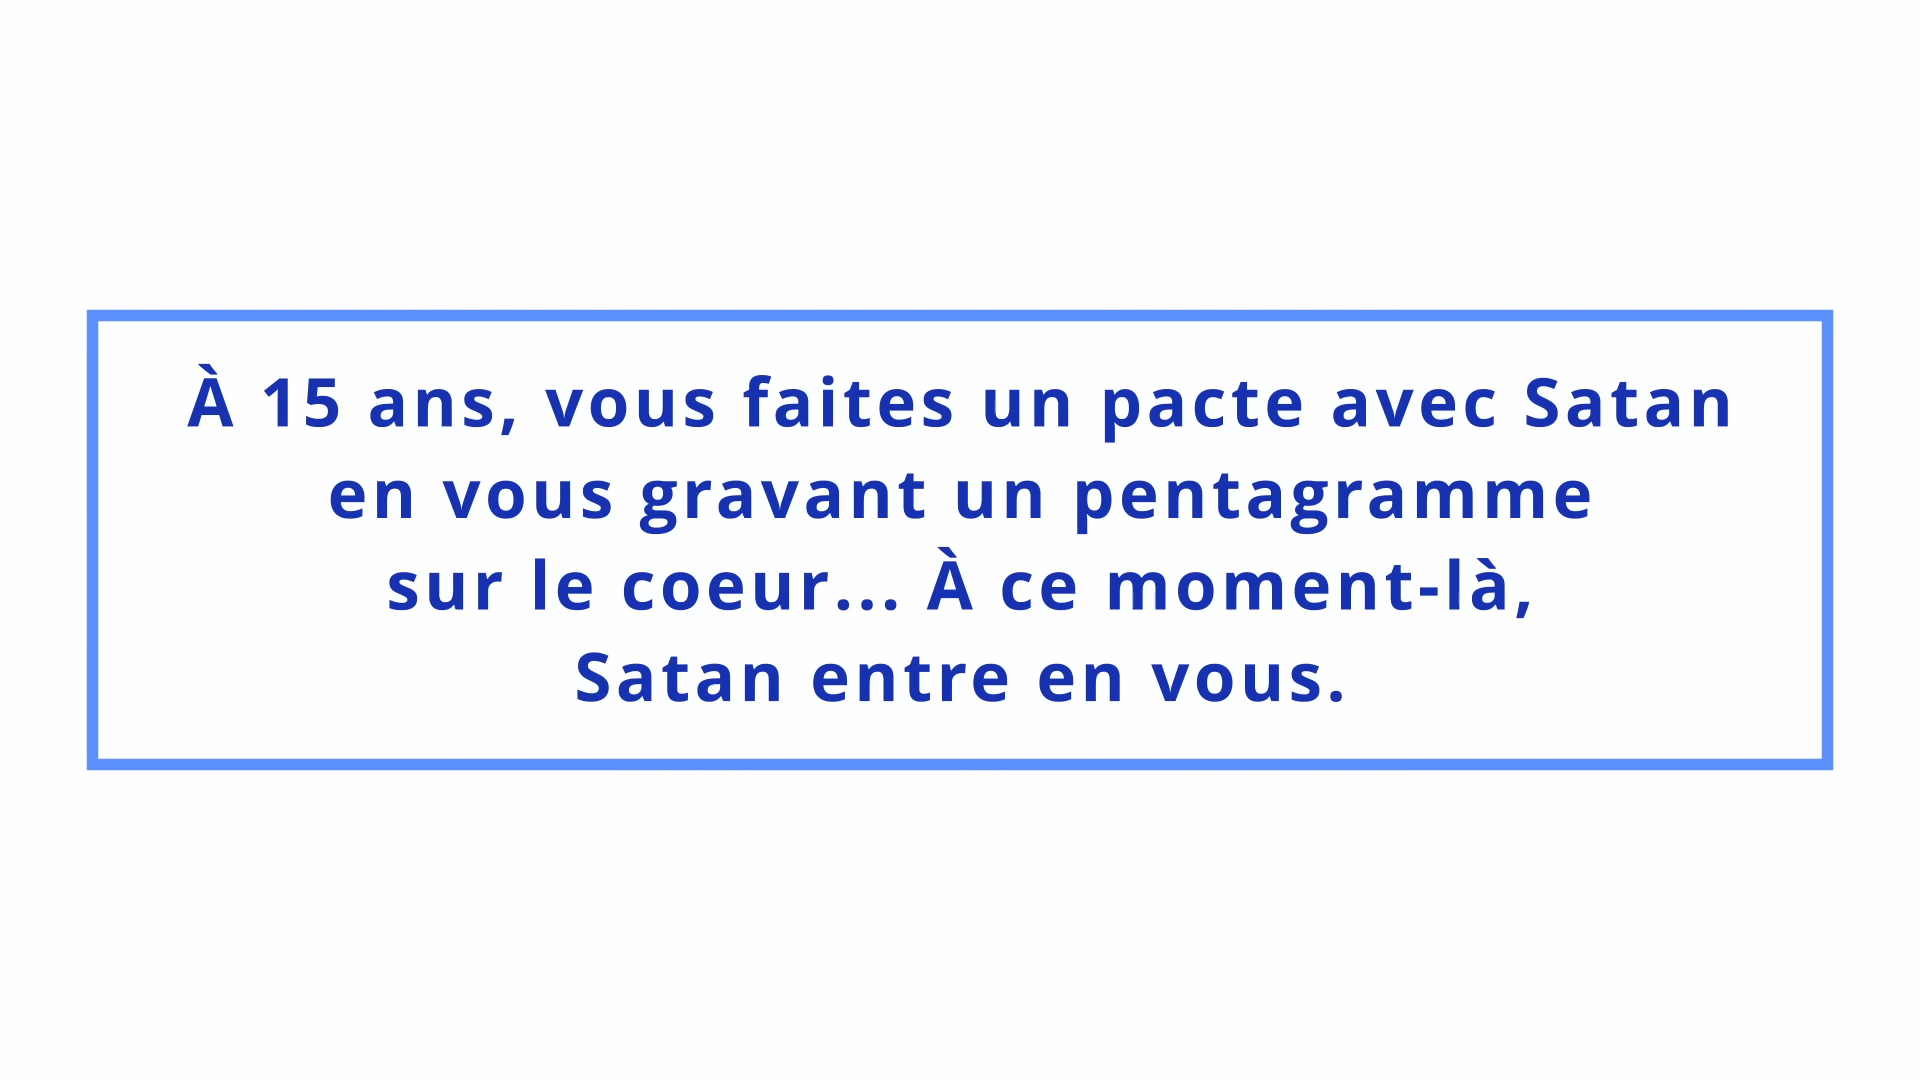 À 15 ans, vous faites un pacte avec Satan
en vous gravant un pentagramme
sur le coeur... À ce moment-là,
Satan entre en vous.